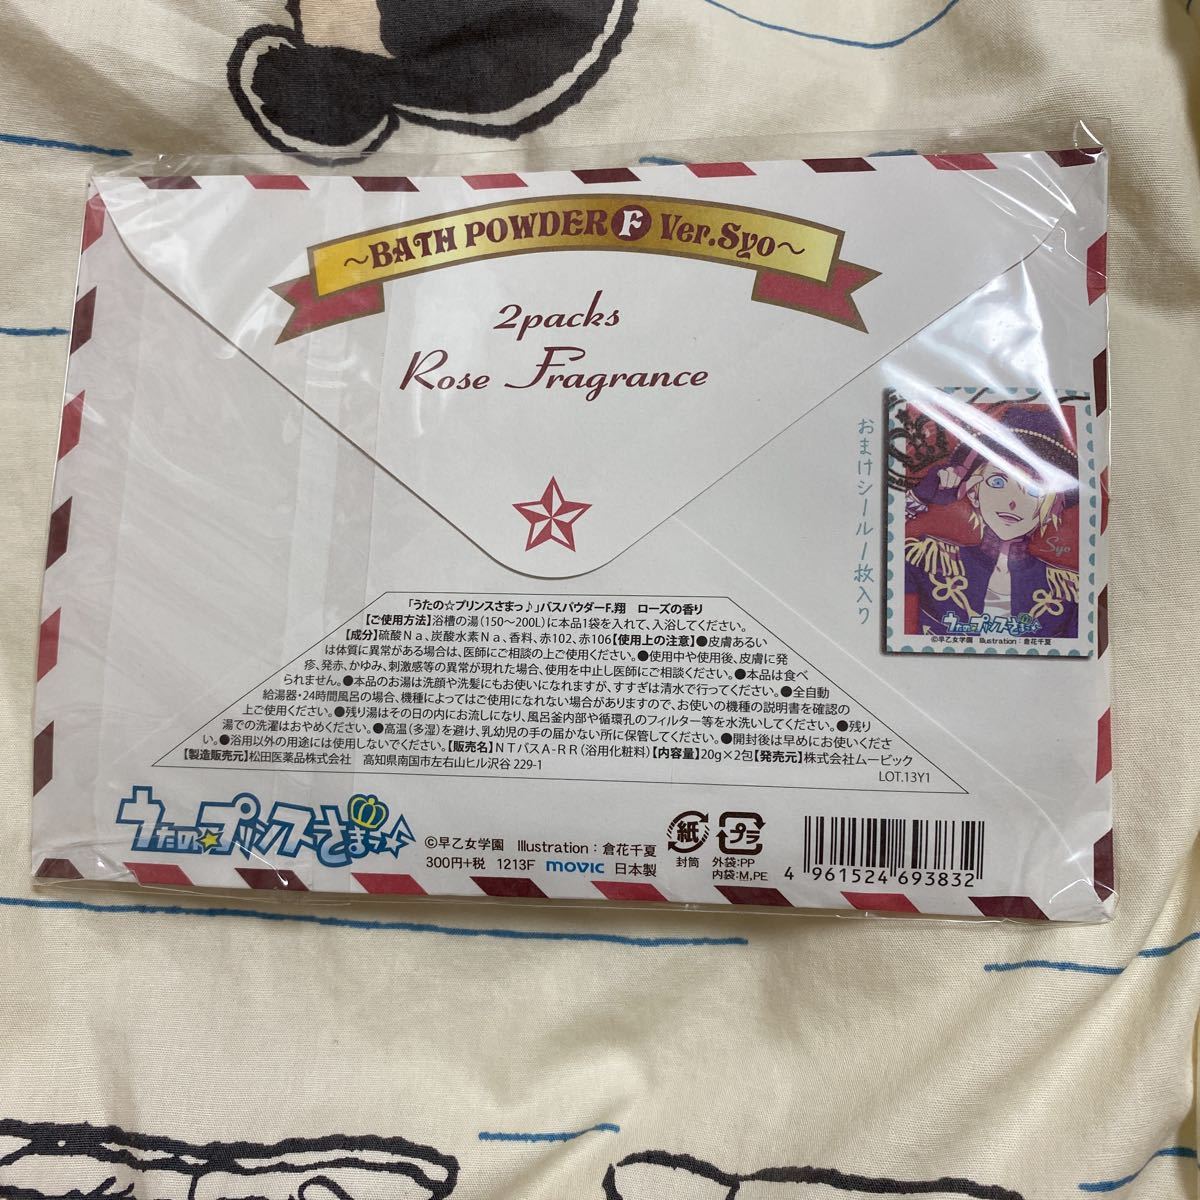 ~BATH POWDER F Ver.Syo~
2packs
Rose Fragrance
おまけシール1枚入り
Syo
うたの☆プリンスさまっ♪
©早乙女学園 Illustration:倉花千夏
「うたの☆プリンスさまっ♪」バスパウダーF.翔 ローズの香り
【ご使用方法】浴槽の湯(150〜200L)に本品1袋を入れて、入浴してください。
【成分】硫酸Na、炭酸水素Na、香料、赤102、赤106【使用上の注意】●皮膚あるい
は体質に異常がある場合は、医師にご相談の上ご使用ください。●使用中や使用後、皮膚に発
疹、発赤、かゆみ、刺激感等の異常が現れた場合、使用を中止し医師にご相談ください。●本品は食べ
られません。●本品のお湯は洗顔や洗髪にもお使いになれますが、すすぎは清水で行ってください。●全自動
給湯器・24時間風呂の場合、機種によってはご使用になれない場合がありますので、お使いの機種の説明書を確認の
上ご使用ください。●残り湯はその日の内にお流しになり、風呂釜内部や循環孔のフィルター等を水洗いしてください。●残り
湯での洗濯はおやめください。●高温(多湿)を避け、乳幼児の手の届かない所に保管してください。●開封後は早めにお使いくださ
い。●浴用以外の用途には使用しないでください。【販売名】NTバスA-RR(浴用化粧料)【内容量】20g×2包【発売元】株式会社ムービック
【製造販売元】松田医薬品株式会社 高知県南国市左右山ヒル沢谷229-1
LOT.13Y1
うたの☆プリンスさまっ♪
©早乙女学園 Illustration:倉花千夏
300円+税 1213F movic 日本製
紙
封筒
プラ
外袋:PP
内袋:M,PE
4 961524 693832